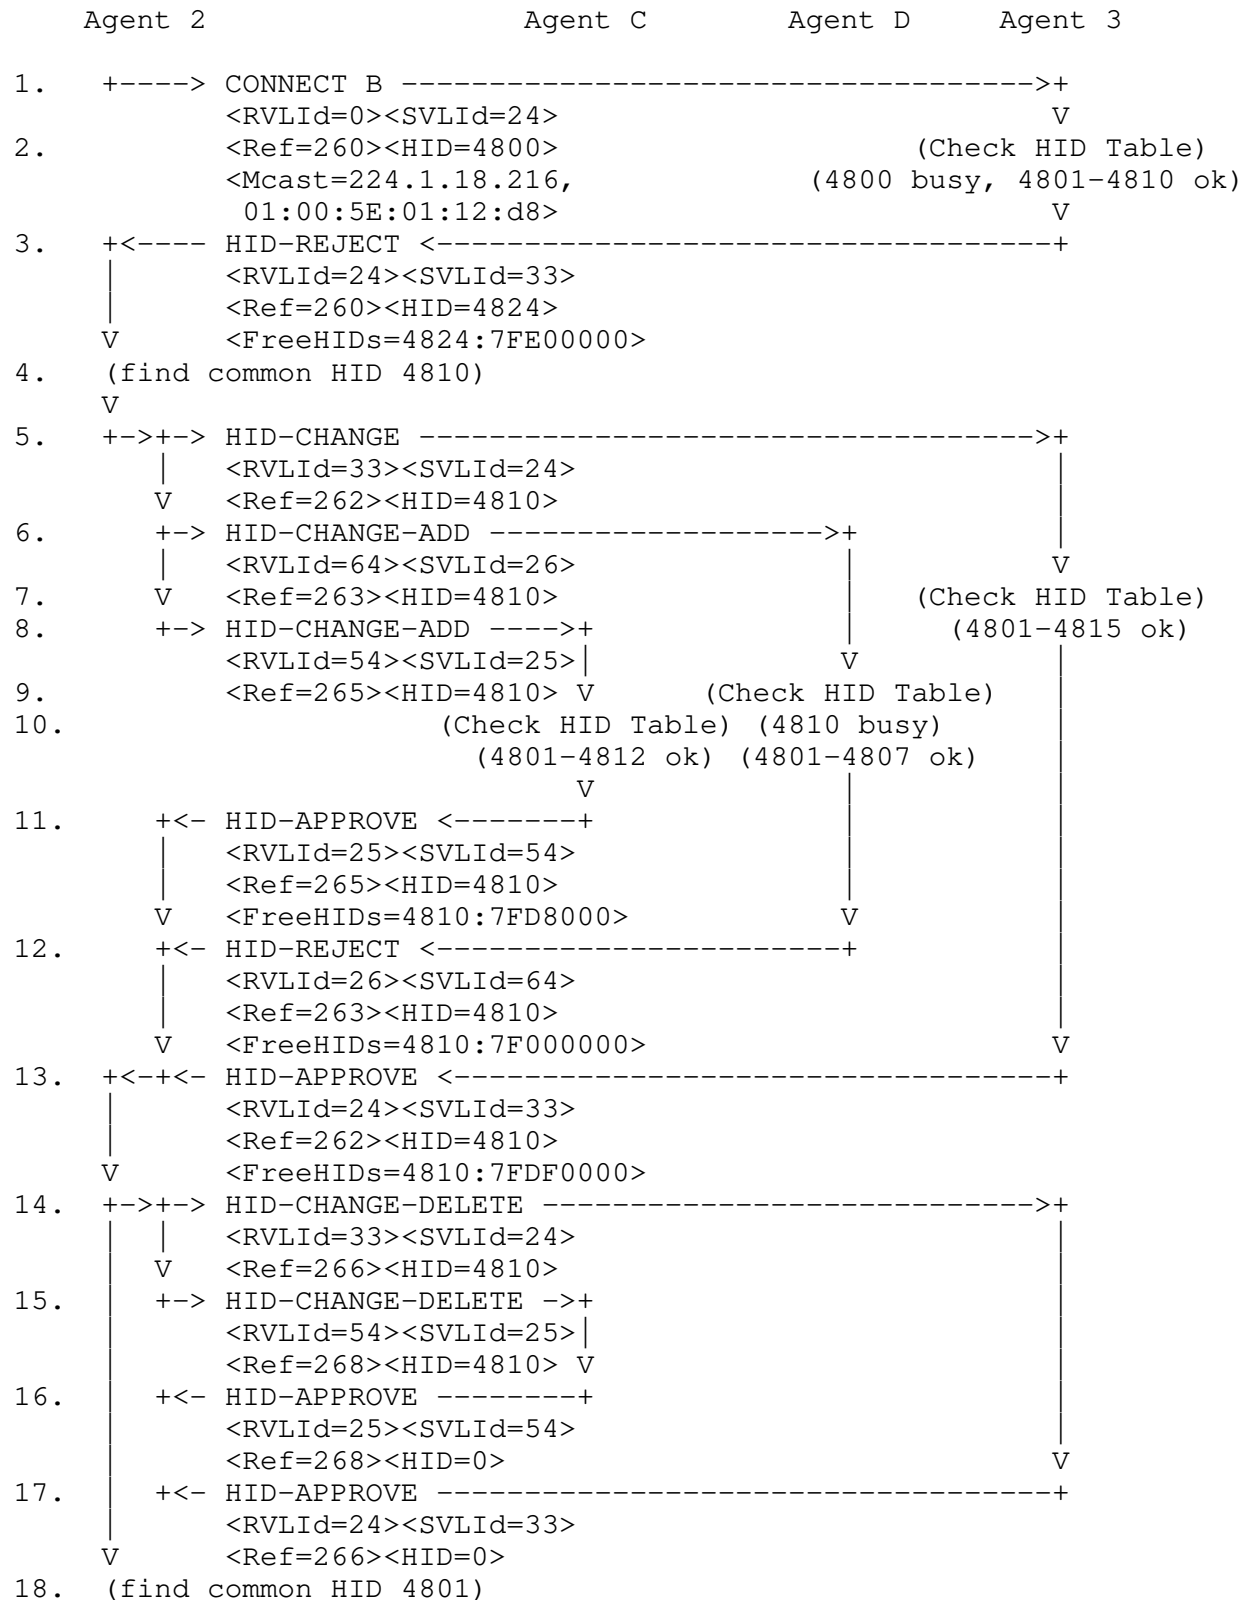 Agent 2                   Agent C        Agent D     Agent 3

1.   +----> CONNECT B ------------------------------------>+
            <RVLId=0><SVLId=24>                            V
2.          <Ref=260><HID=4800>                    (Check HID Table)
            <Mcast=224.1.18.216,             (4800 busy, 4801-4810 ok)
             01:00:5E:01:12:d8>                            V
3.   +<---- HID-REJECT <-----------------------------------+
     |      <RVLId=24><SVLId=33>
     |      <Ref=260><HID=4824>
     V      <FreeHIDs=4824:7FE00000>
4.   (find common HID 4810)
     V
5.   +->+-> HID-CHANGE ----------------------------------->+
        |   <RVLId=33><SVLId=24>                           |
        V   <Ref=262><HID=4810>                            |
6.      +-> HID-CHANGE-ADD ------------------->+           |
        |   <RVLId=64><SVLId=26>               |           V
7.      V   <Ref=263><HID=4810>                |   (Check HID Table)
8.      +-> HID-CHANGE-ADD ---->+              |     (4801-4815 ok)
            <RVLId=54><SVLId=25>|              V           |
9.          <Ref=265><HID=4810> V      (Check HID Table)   |
10.                     (Check HID Table) (4810 busy)      |
                          (4801-4812 ok) (4801-4807 ok)    |
                                V              |           |
11.     +<- HID-APPROVE <-------+              |           |
        |   <RVLId=25><SVLId=54>               |           |
        |   <Ref=265><HID=4810>                |           |
        V   <FreeHIDs=4810:7FD8000>            V           |
12.     +<- HID-REJECT <-----------------------+           |
        |   <RVLId=26><SVLId=64>                           |
        |   <Ref=263><HID=4810>                            |
        V   <FreeHIDs=4810:7F000000>                       V
13.  +<-+<- HID-APPROVE <----------------------------------+
     |      <RVLId=24><SVLId=33>
     |      <Ref=262><HID=4810>
     V      <FreeHIDs=4810:7FDF0000>
14.  +->+-> HID-CHANGE-DELETE ---------------------------->+
     |  |   <RVLId=33><SVLId=24>                           |
     |  V   <Ref=266><HID=4810>                            |
15.  |  +-> HID-CHANGE-DELETE ->+                          |
     |      <RVLId=54><SVLId=25>|                          |
     |      <Ref=268><HID=4810> V                          |
16.  |  +<- HID-APPROVE --------+                          |
     |      <RVLId=25><SVLId=54>                           |
     |      <Ref=268><HID=0>                               V
17.  |  +<- HID-APPROVE -----------------------------------+
     |      <RVLId=24><SVLId=33>
     V      <Ref=266><HID=0>
18.  (find common HID 4801)